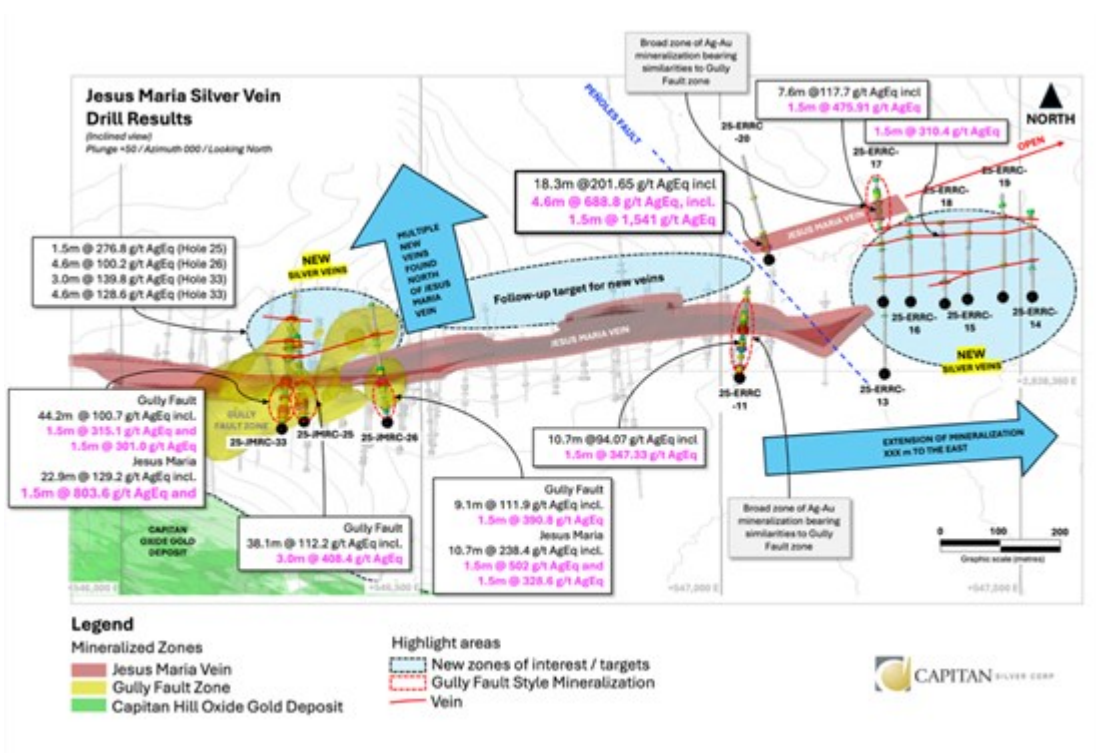 Jesus Maria Silver Vein
Drill Results
(Inclined view)
Plunge +50 / Azimuth 000 / Looking North
Broad zone of Ag-Au
mineralization bearing
similarities to Gully
Fault zone
7.6m @117.7 g/t AgEq incl
1.5m @ 475.91 g/t AgEq
1.5m @ 310.4 g/t AgEq
NORTH
PEÑOLES FAULT
25-ERRC
-20
25-ERRC-
17
OPEN
25-ERRC-
19
25-ERRC-
18
18.3m @201.65 g/t AgEq incl
4.6m @ 688.8 g/t AgEq, incl.
1.5m @ 1,541 g/t AgEq
JESUS MARIA VEIN
1.5m @ 276.8 g/t AgEq (Hole 25)
4.6m @ 100.2 g/t AgEq (Hole 26)
3.0m @ 139.8 g/t AgEq (Hole 33)
4.6m @ 128.6 g/t AgEq (Hole 33)
NEW
SILVER VEINS
MULTIPLE
NEW
VEINS
FOUND
NORTH
OF JESUS
MARIA
VEIN
Follow-up target for new veins
JESUS MARIA VEIN
25-ERRC-
16
25-ERRC-
15
25-ERRC-
14
NEW
SILVER VEINS
25-ERRC-
13
25-ERRC
-11
Gully Fault
44.2m @ 100.7 g/t AgEq incl.
1.5m @ 315.1 g/t AgEq and
1.5m @ 301.0 g/t AgEq
Jesus Maria
22.9m @ 129.2 g/t AgEq incl.
1.5m @ 803.6 g/t AgEq and
GULLY
FAULT ZONE
25-JMRC-33
25-JMRC-25
25-JMRC-26
10.7m @94.07 g/t AgEq incl
1.5m @ 347.33 g/t AgEq
EXTENSION OF MINERALIZATION
XXX m TO THE EAST
Gully Fault
9.1m @ 111.9 g/t AgEq incl.
1.5m @ 390.8 g/t AgEq
Jesus Maria
10.7m @ 238.4 g/t AgEq incl.
1.5m @ 502 g/t AgEq and
1.5m @ 328.6 g/t AgEq
Broad zone of Ag-Au
mineralization bearing
similarities to Gully
Fault zone
CAPITAN
OXIDE GOLD
DEPOSIT
Gully Fault
38.1m @ 112.2 g/t AgEq incl.
3.0m @ 408.4 g/t AgEq
0 100 200
Graphic scale (metres)
+547,000 E
+547,500 E
Legend
Mineralized Zones
Jesus Maria Vein
Gully Fault Zone
Capitan Hill Oxide Gold Deposit
Highlight areas
New zones of interest / targets
Gully Fault Style Mineralization
Vein
CAPITAN SILVER CORP